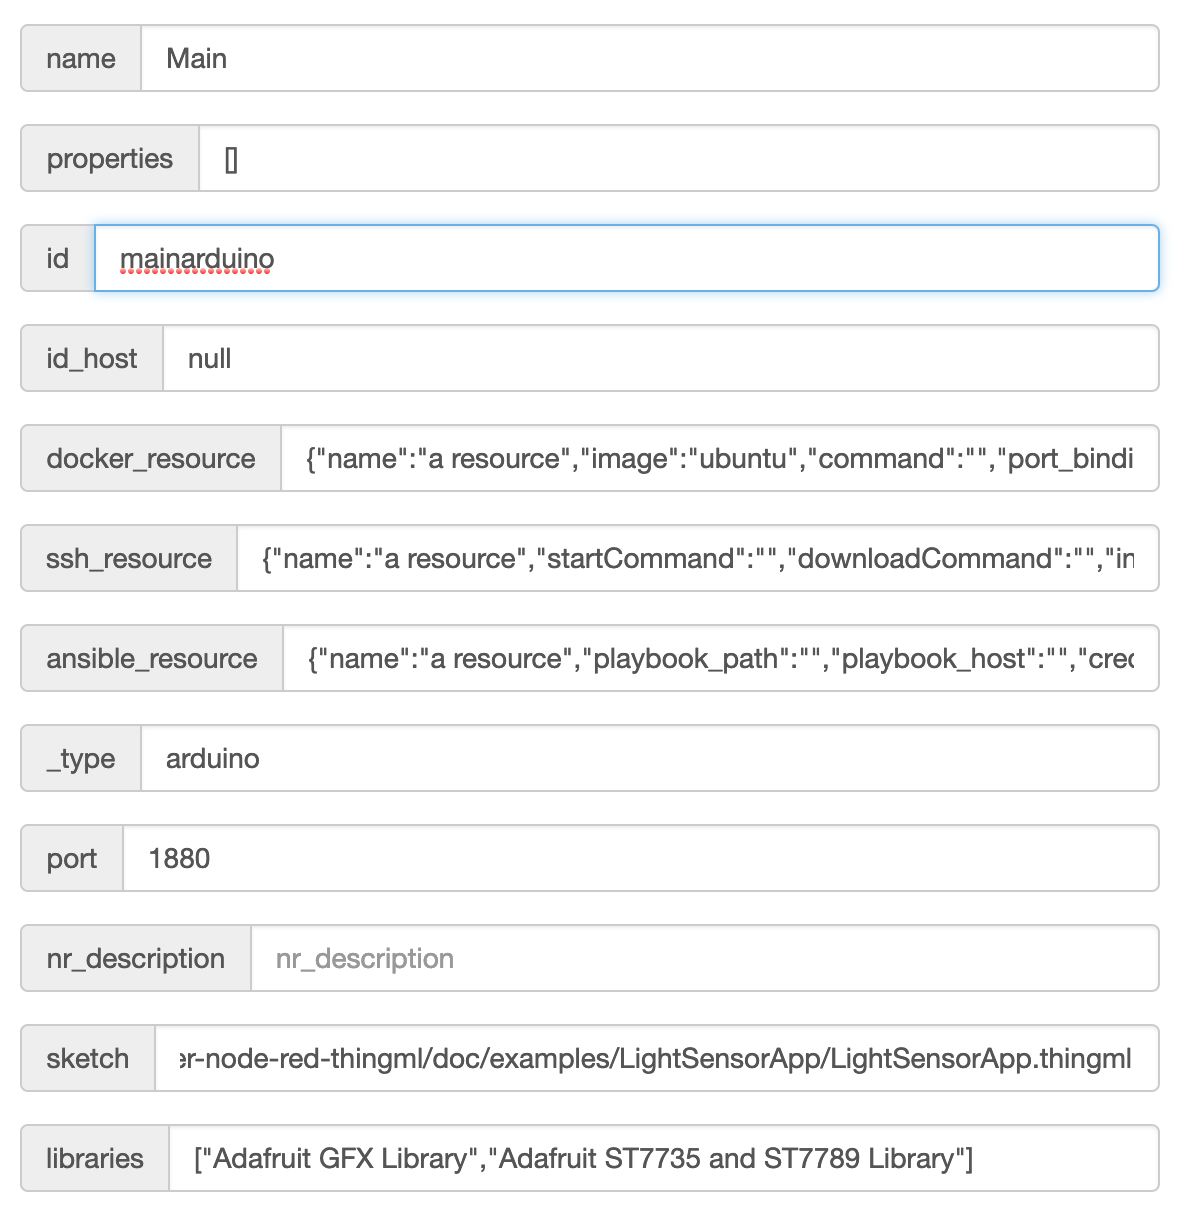 name Main
properties []
id mainarduino
id_host null
docker_resource {"name":"a resource","image":"ubuntu","command":"","port_bindi
ssh_resource {"name":"a resource","startCommand":"","downloadCommand":"","in
ansible_resource {"name":"a resource","playbook_path":"","playbook_host":"","cred
_type arduino
port 1880
nr_description nr_description
sketch er-node-red-thingml/doc/examples/LightSensorApp/LightSensorApp.thingml
libraries ["Adafruit GFX Library","Adafruit ST7735 and ST7789 Library"]